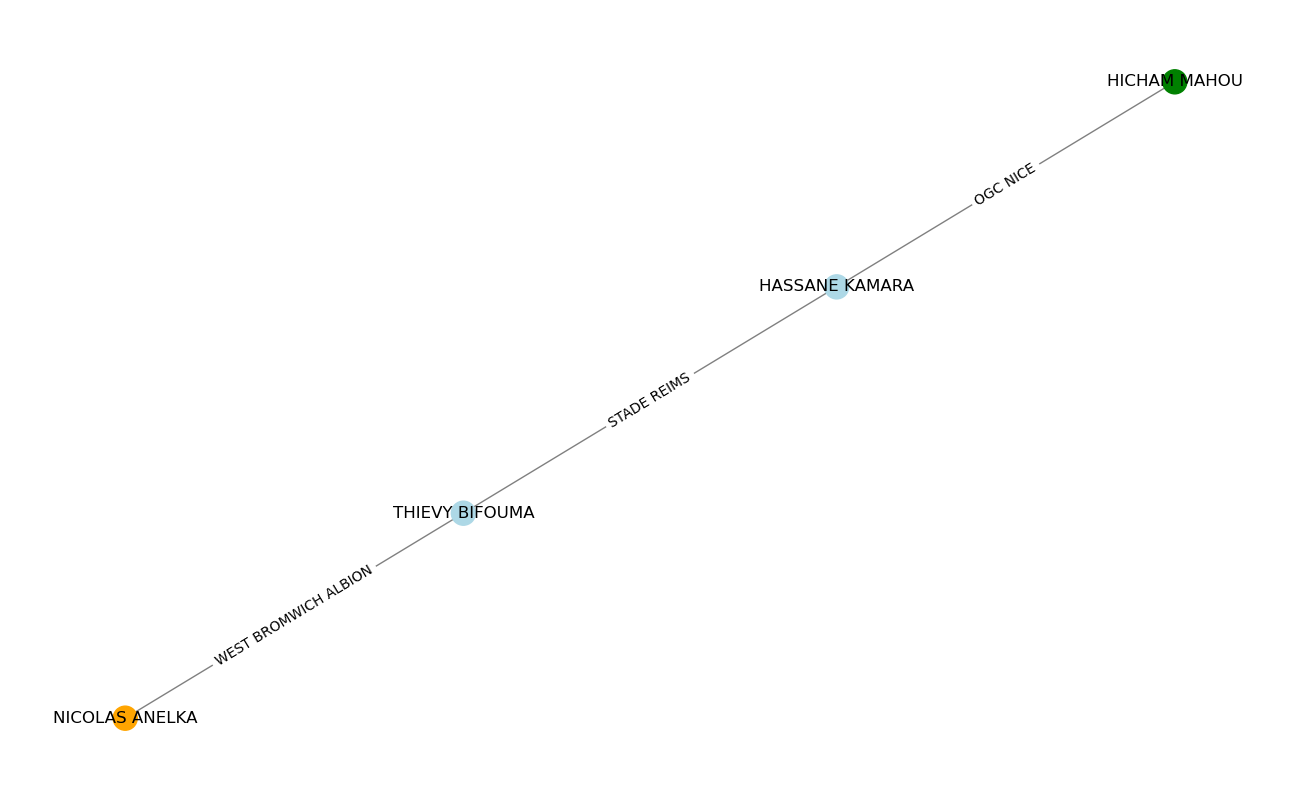 HICHAM MAHOU
OGC NICE
HASSANE KAMARA
STADE REIMS
THIEVY BIFOUMA
WEST BROMWICH ALBION
NICOLAS ANELKA